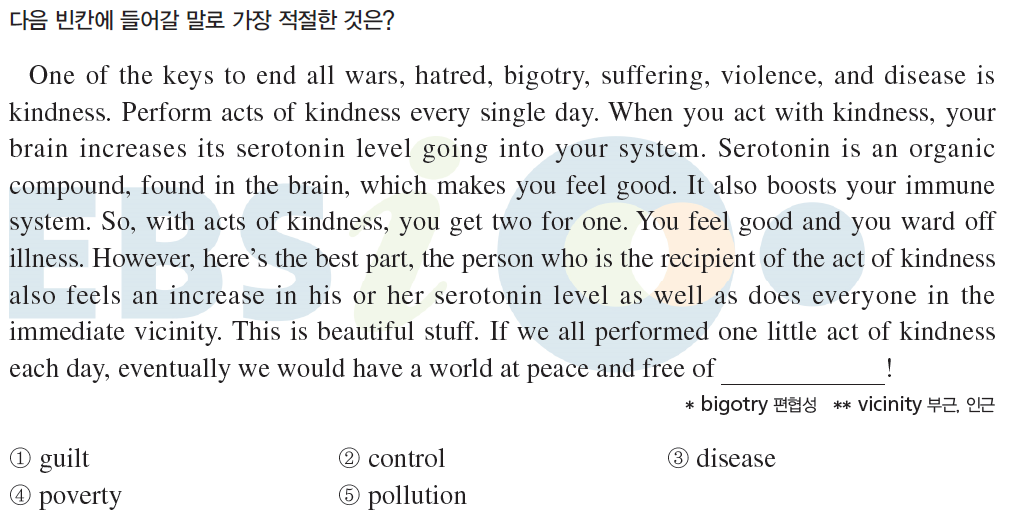 다음 빈칸에 들어갈 말로 가장 적절한 것은?
One of the keys to end all wars, hatred, bigotry, suffering, violence, and disease is
kindness. Perform acts of kindness every single day. When you act with kindness, your
brain increases its serotonin level going into your system. Serotonin is an organic
compound, found in the brain, which makes you feel good. It also boosts your immune
system. So, with acts of kindness, you get two for one. You feel good and you ward off
illness. However, here's the best part, the person who is the recipient of the act of kindness
also feels an increase in his or her serotonin level as well as does everyone in the
immediate vicinity. This is beautiful stuff. If we all performed one little act of kindness
each day, eventually we would have a world at peace and free of ____________!
* bigotry 편협성 ** vicinity 부근, 인근
① guilt ② control ③ disease
④ poverty ⑤ pollution
EBSi